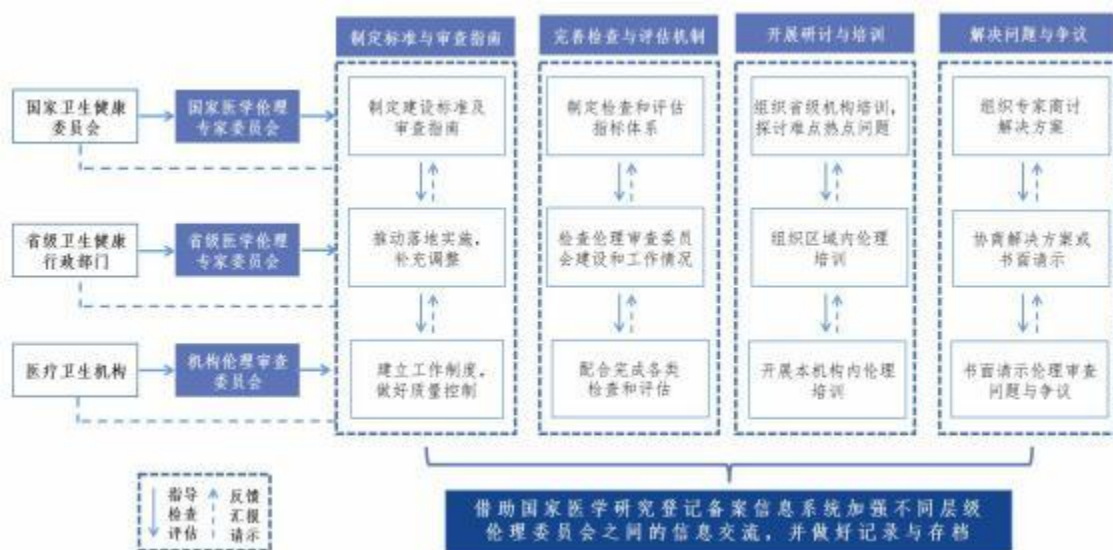 制定标准与审查指南
完善检查与评估机制
开展研讨与培训
解决问题与争议
国家卫生健康
委员会
国家医学伦理
专家委员会
制定建设标准及
审查指南
制定检查和评估
指标体系
组织省级机构培训，
探讨难点热点问题
组织专家商讨
解决方案
省级卫生健康
行政部门
省级医学伦理
专家委员会
推动落地实施，
补充调整
检查伦理审查委员
会建设和工作情况
组织区域内伦理
培训
协商解决方案或
书面请示
医疗卫生机构
机构伦理审查
委员会
建立工作制度，
做好质量控制
配合完成各类
检查和评估
开展本机构内伦理
培训
书面请示伦理审查
问题与争议
指导
检查
评估
反馈
汇报
请示
借助国家医学研究登记备案信息系统加强不同层级
伦理委员会之间的信息交流，并做好记录与存档